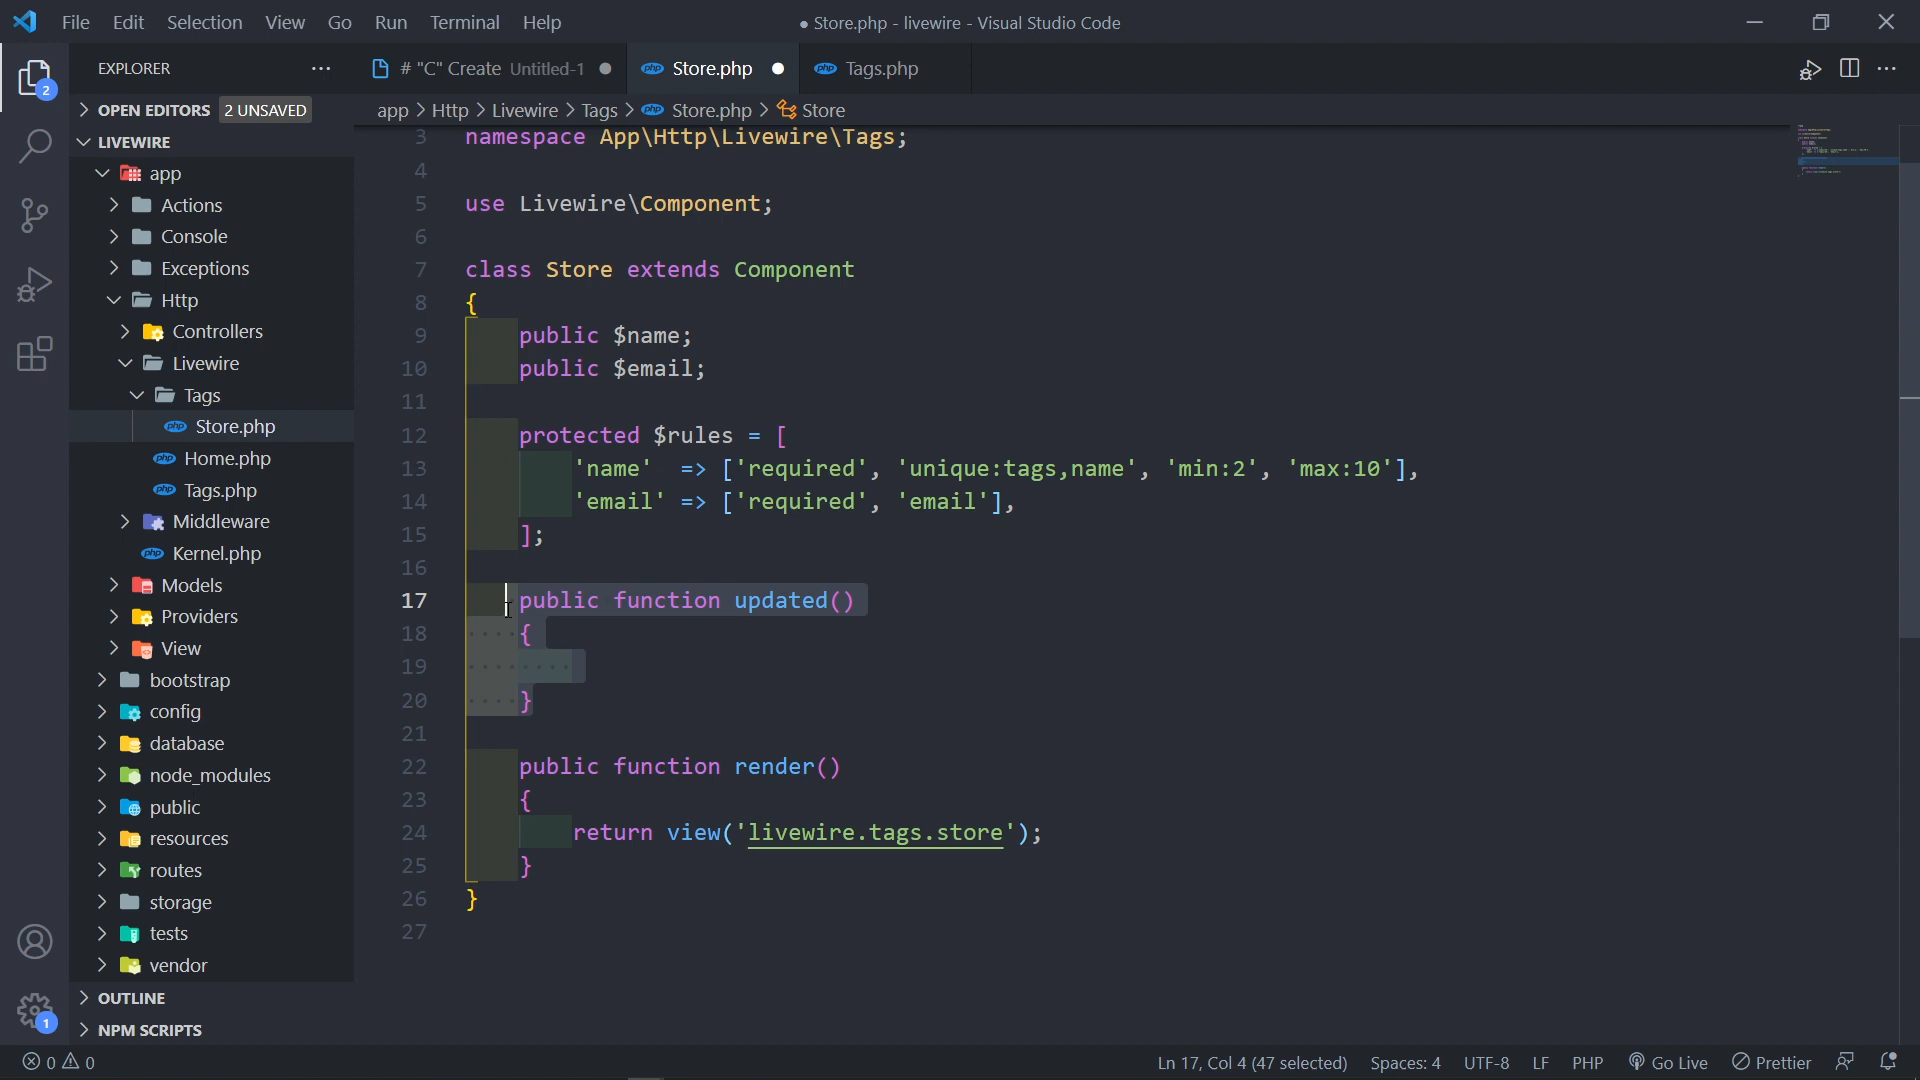 File Edit Selection View Go Run Terminal Help
● Store.php - livewire - Visual Studio Code
EXPLORER
# "C" Create Untitled-1
Store.php
Tags.php
OPEN EDITORS 2 UNSAVED
app > Http > Livewire > Tags > Store.php > Store
LIVEWIRE
app
Actions
Console
Exceptions
Http
Controllers
Livewire
Tags
Store.php
Home.php
Tags.php
Middleware
Kernel.php
Models
Providers
View
bootstrap
config
database
node_modules
public
resources
routes
storage
tests
vendor
OUTLINE
NPM SCRIPTS
2
1
3 namespace App\Http\Livewire\Tags;
4
5 use Livewire\Component;
6
7 class Store extends Component
8 {
9 public $name;
10 public $email;
11
12 protected $rules = [
13 'name' => ['required', 'unique:tags,name', 'min:2', 'max:10'],
14 'email' => ['required', 'email'],
15 ];
16
17 public function updated()
18 {
19
20 }
21
22 public function render()
23 {
24 return view('livewire.tags.store');
25 }
26 }
27
0 0
Ln 17, Col 4 (47 selected) Spaces: 4 UTF-8 LF PHP Go Live Prettier